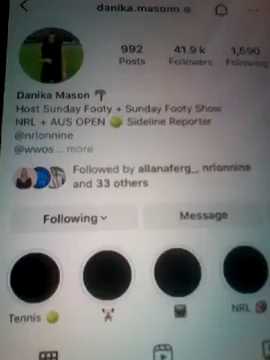 danika.masonn
992 41.9k 1,590
Posts Followers Following
Danika Mason
Host Sunday Footy + Sunday Footy Show
NRL + AUS OPEN 🎾 Sideline Reporter
@nrlonnine
@wwos... more
Followed by allanaferg_, nrlonnine
and 33 others
Following Message
Tennis 🎾 NRL